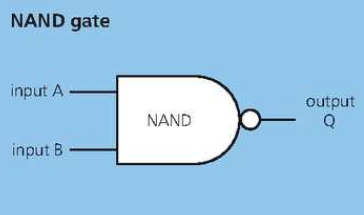 NAND gate
input A
NAND
output
Q
input B